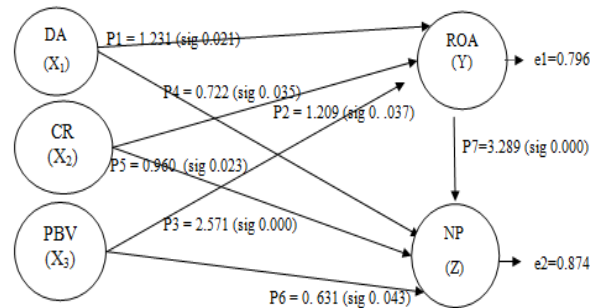 DA
(X₁)
P1 = 1.231 (sig 0.021)
ROA
(Y)
e1=0.796
P4 = 0.722 (sig 0. 035)
P2 = 1.209 (sig 0. .037)
CR
(X₂)
P5 = 0.960 (sig 0.023)
P7=3.289 (sig 0.000)
PBV
(X₃)
P3 = 2.571 (sig 0.000)
NP
(Z)
e2=0.874
P6 = 0. 631 (sig 0. 043)